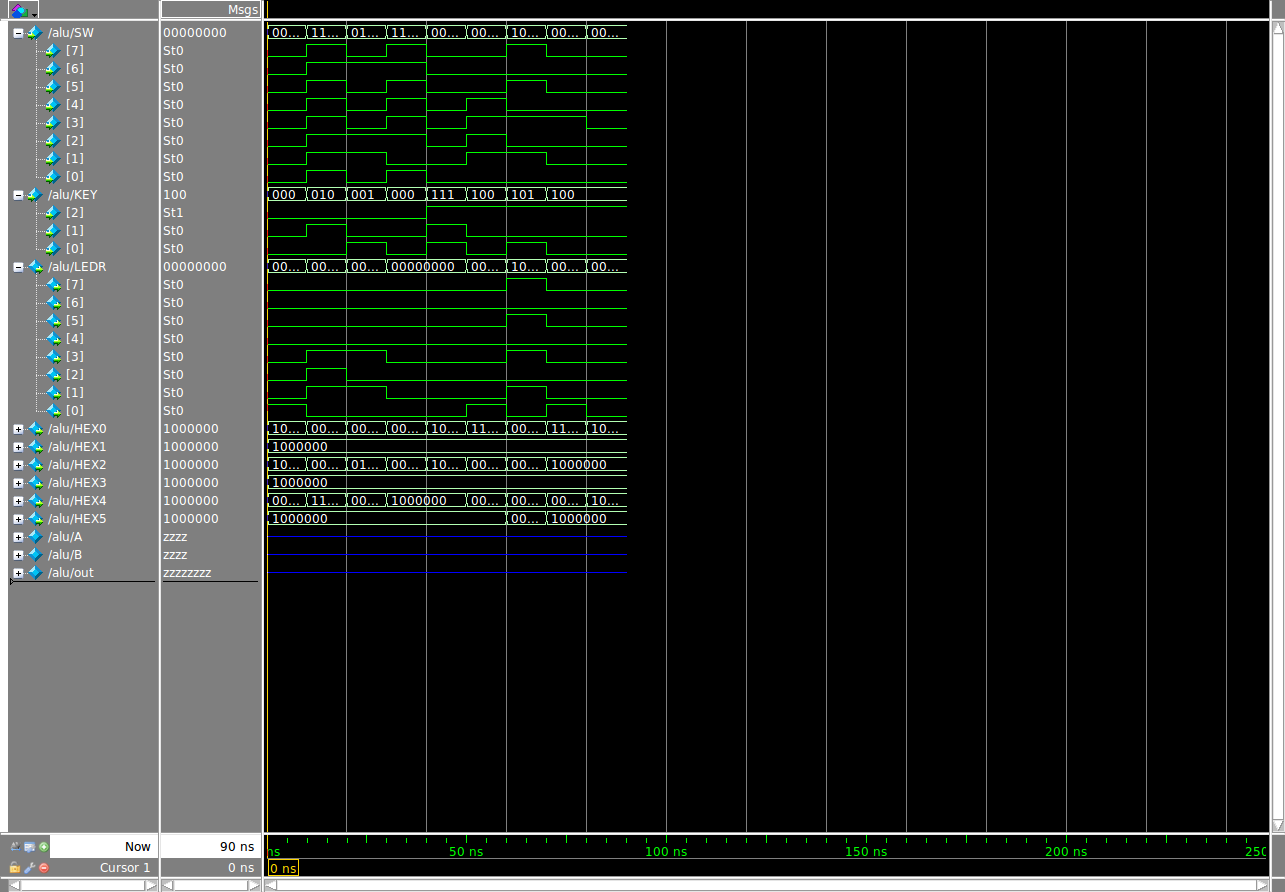 Msgs
/alu/SW 00000000 00... 11... 01... 11... 00... 00... 10... 00... 00...
[7] St0
[6] St0
[5] St0
[4] St0
[3] St0
[2] St0
[1] St0
[0] St0
/alu/KEY 100 000 010 001 000 111 100 101 100
[2] St1
[1] St0
[0] St0
/alu/LEDR 00000000 00... 00... 00... 00000000 00... 10... 00... 00...
[7] St0
[6] St0
[5] St0
[4] St0
[3] St0
[2] St0
[1] St0
[0] St0
/alu/HEX0 1000000 10... 00... 00... 00... 10... 11... 00... 11... 10...
/alu/HEX1 1000000 1000000
/alu/HEX2 1000000 10... 00... 01... 00... 10... 00... 00... 1000000
/alu/HEX3 1000000 1000000
/alu/HEX4 1000000 00... 11... 00... 1000000 00... 00... 00... 10...
/alu/HEX5 1000000 1000000 00... 1000000
/alu/A zzzz
/alu/B zzzz
/alu/out zzzzzzzz
Now 90 ns ns 50 ns 100 ns 150 ns 200 ns 250
Cursor 1 0 ns 0 ns